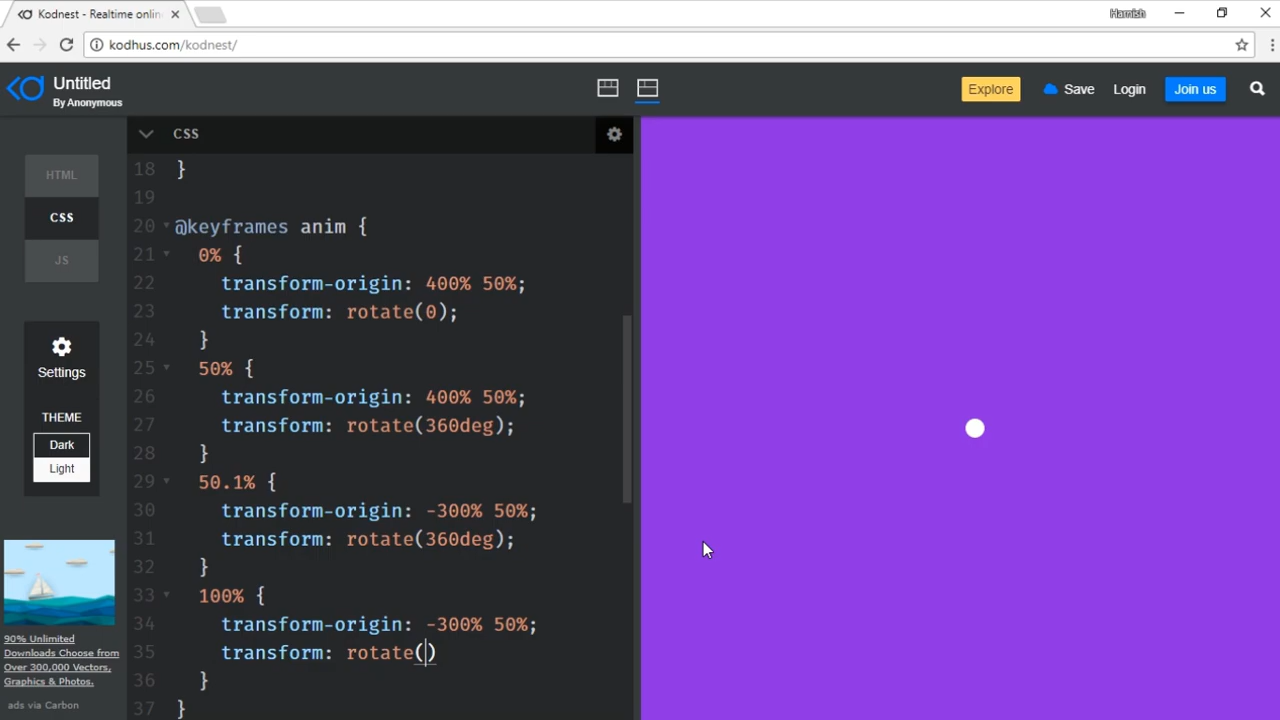 Kodnest - Realtime onlin
Hamish
kodhus.com/kodnest/
Untitled
By Anonymous
Explore
Save
Login
Join us
HTML
CSS
JS
Settings
THEME
Dark
Light
90% Unlimited
Downloads Choose from
Over 300,000 Vectors,
Graphics & Photos.
ads via Carbon
CSS
18 }
19
20 @keyframes anim {
21 0% {
22 transform-origin: 400% 50%;
23 transform: rotate(0);
24 }
25 50% {
26 transform-origin: 400% 50%;
27 transform: rotate(360deg);
28 }
29 50.1% {
30 transform-origin: -300% 50%;
31 transform: rotate(360deg);
32 }
33 100% {
34 transform-origin: -300% 50%;
35 transform: rotate()
36 }
37 }